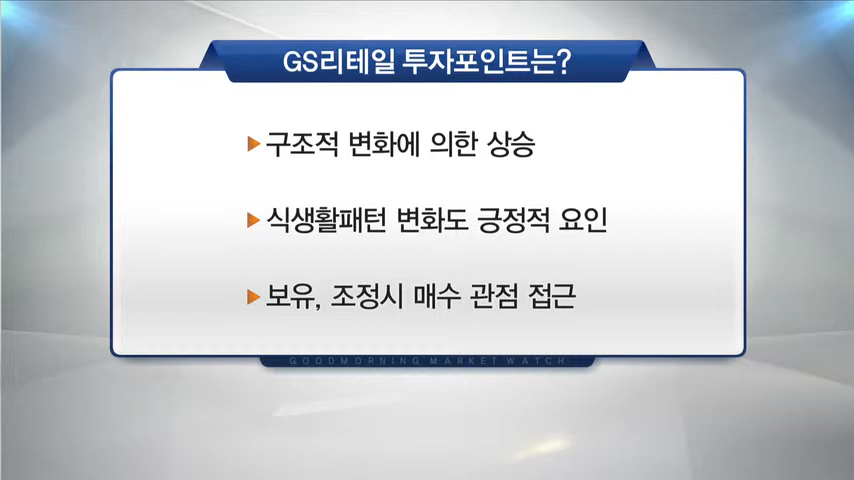 GS리테일 투자포인트는?
▶구조적 변화에 의한 상승
▶식생활패턴 변화도 긍정적 요인
▶보유, 조정시 매수 관점 접근
GOODMORNING MARKET WATCH